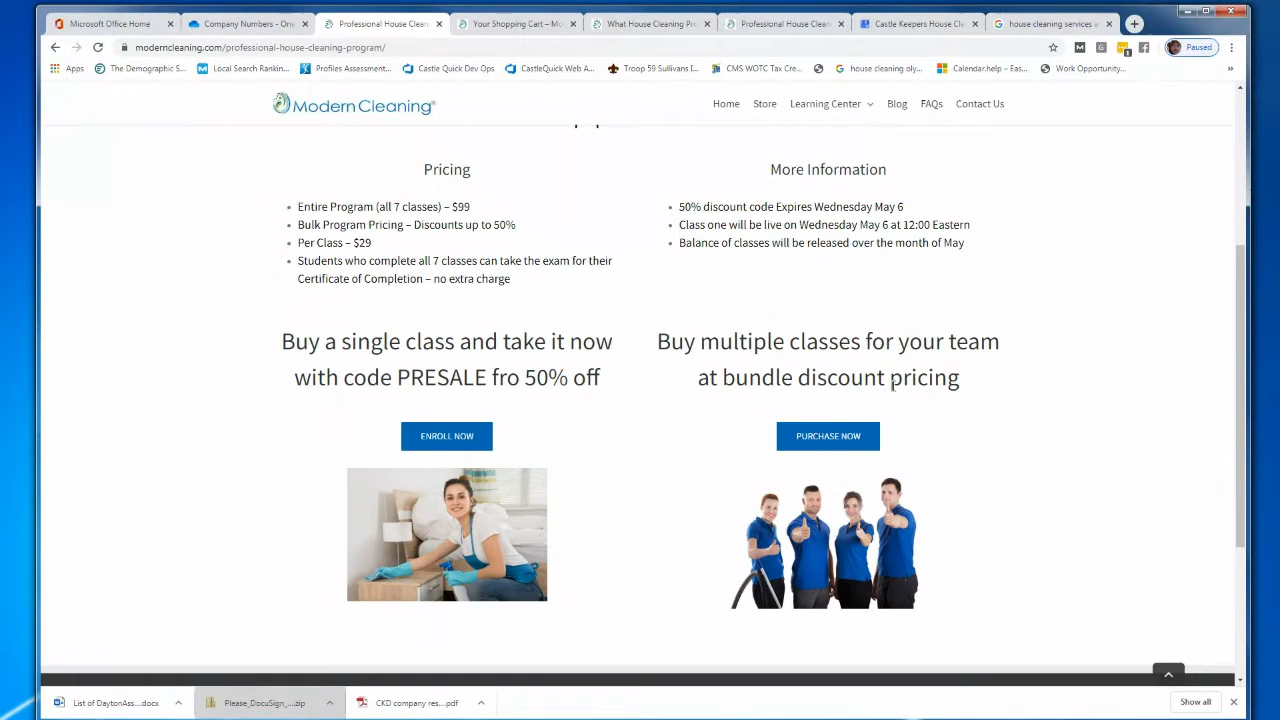 Microsoft Office Home
Company Numbers - One
Professional House Cleanin
Your Shopping Cart – Mo
What House Cleaning Pro
Professional House Clean
Castle Keepers House Cle
house cleaning services a
moderncleaning.com/professional-house-cleaning-program/
Paused
Apps
The Demographic S...
Local Search Rankin...
Profiles Assessment...
Castle Quick Dev Ops
CastleQuick Web A...
Troop 59 Sullivans I...
CMS WOTC Tax Cre...
house cleaning oly...
Calendar.help – Eas...
Work Opportunity...
Modern Cleaning®
Home
Store
Learning Center
Blog
FAQs
Contact Us
Pricing
Entire Program (all 7 classes) – $99
Bulk Program Pricing – Discounts up to 50%
Per Class – $29
Students who complete all 7 classes can take the exam for their
Certificate of Completion – no extra charge
More Information
50% discount code Expires Wednesday May 6
Class one will be live on Wednesday May 6 at 12:00 Eastern
Balance of classes will be released over the month of May
Buy a single class and take it now
with code PRESALE fro 50% off
ENROLL NOW
Buy multiple classes for your team
at bundle discount pricing
PURCHASE NOW
List of DaytonAss....docx
Please_DocuSign_....zip
CKD company res....pdf
Show all